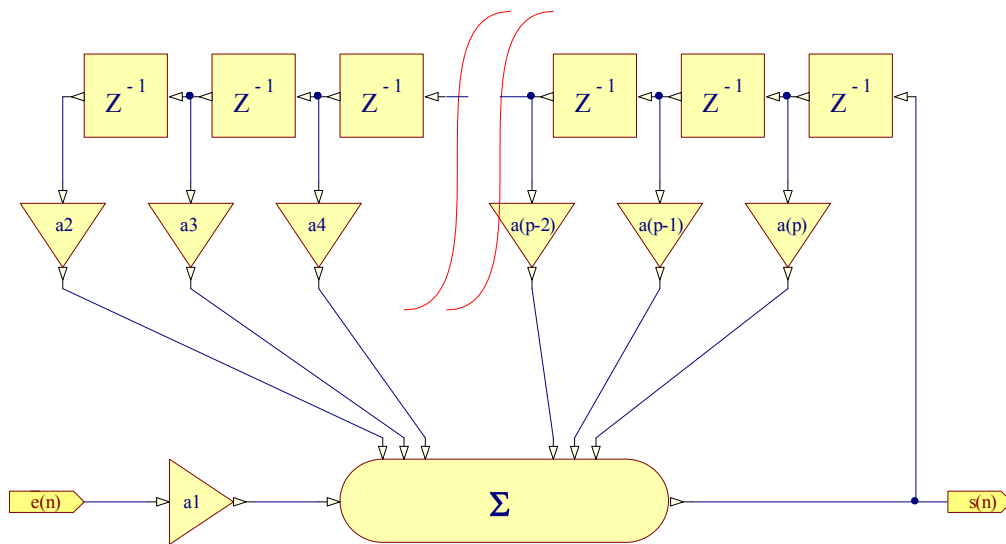 Z⁻¹ Z⁻¹ Z⁻¹ Z⁻¹ Z⁻¹ Z⁻¹
a2 a3 a4 a(p-2) a(p-1) a(p)
e(n) a1 Σ s(n)